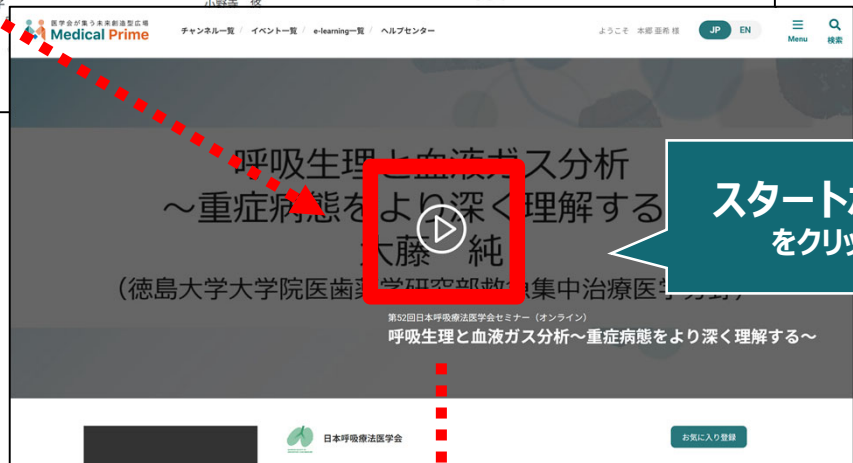 小野寺 悠
医学会が集う未来創造型広場
Medical Prime
チャンネル一覧 / イベント一覧 / e-learning一覧 / ヘルプセンター
ようこそ 本郷 亜希 様
JP EN
Menu
検索
呼吸生理と血液ガス分析
～重症病態をより深く理解する
大藤 純
（徳島大学大学院医歯薬学研究部救急集中治療医学分野）
スタート
をクリッ
第52回日本呼吸療法医学会セミナー（オンライン）
呼吸生理と血液ガス分析～重症病態をより深く理解する～
日本呼吸療法医学会
お気に入り登録